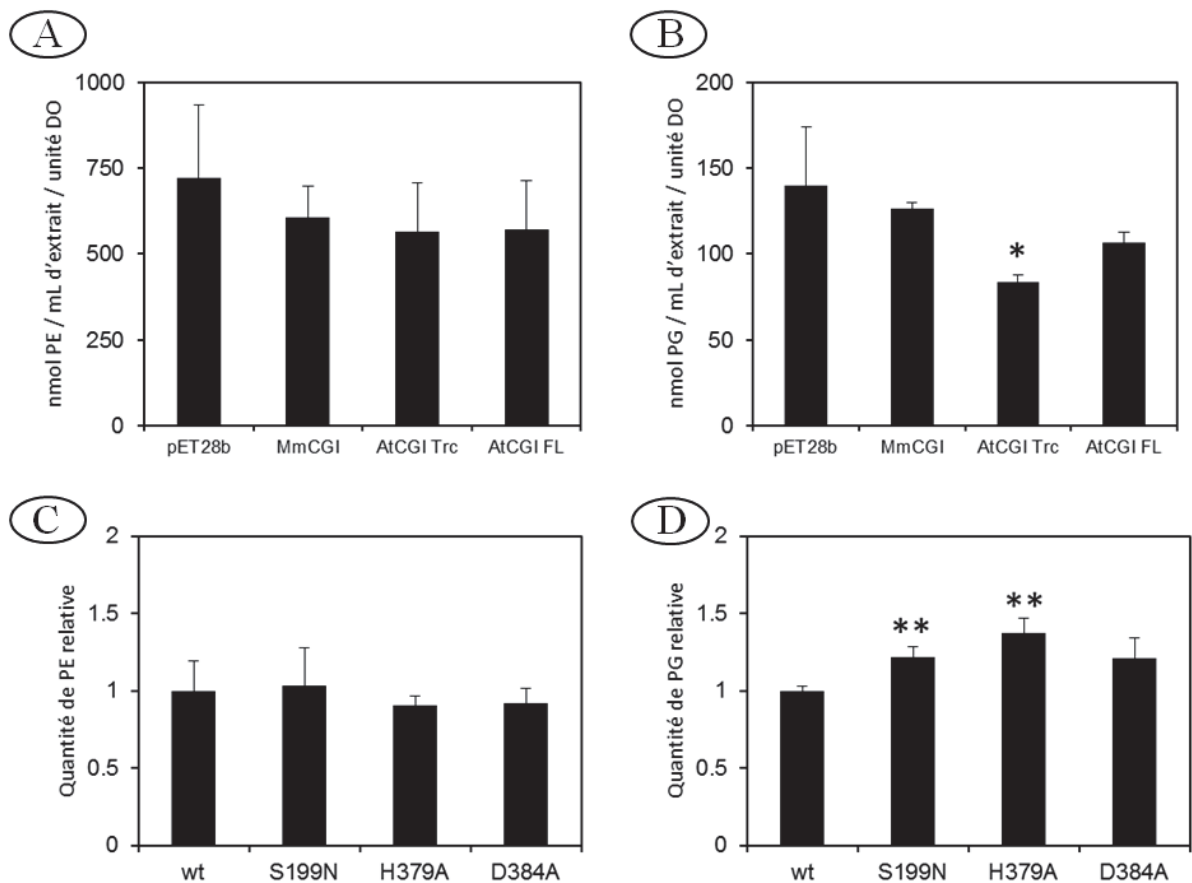 A
nmol PE / mL d'extrait / unité DO
1000
750
500
250
0
pET28b MmCGI AtCGI Trc AtCGI FL
B
nmol PG / mL d'extrait / unité DO
200
150
100
50
0
*
pET28b MmCGI AtCGI Trc AtCGI FL
C
Quantité de PE relative
2
1.5
1
0.5
0
wt S199N H379A D384A
D
Quantité de PG relative
2
1.5
1
0.5
0
** **
wt S199N H379A D384A